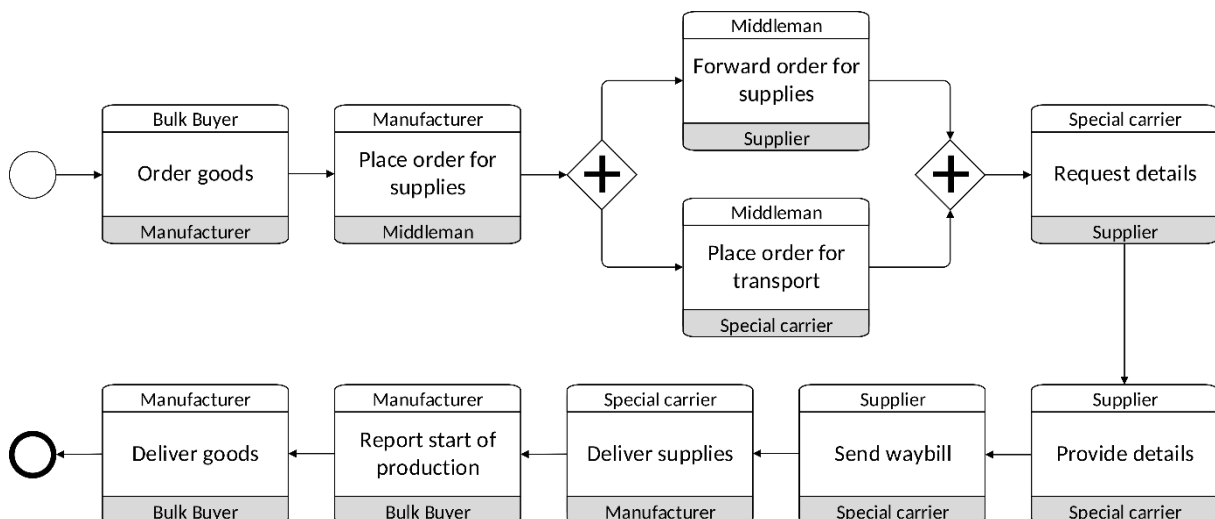 Middleman
Forward order for
supplies
Supplier
Bulk Buyer
Order goods
Manufacturer
Manufacturer
Place order for
supplies
Middleman
Middleman
Place order for
transport
Special carrier
Special carrier
Request details
Supplier
Manufacturer
Deliver goods
Bulk Buyer
Manufacturer
Report start of
production
Bulk Buyer
Special carrier
Deliver supplies
Manufacturer
Supplier
Send waybill
Special carrier
Supplier
Provide details
Special carrier